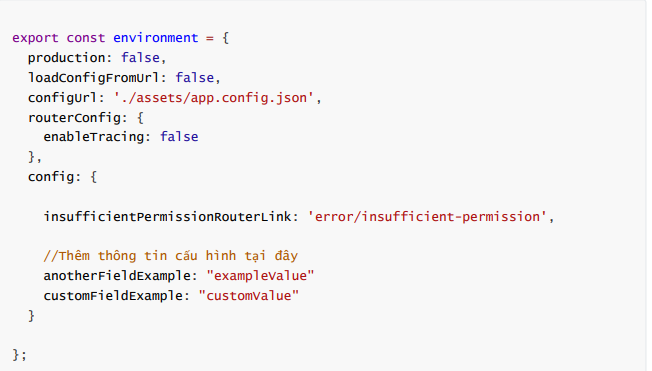 export const environment = {
production: false,
loadConfigFromUrl: false,
configUrl: './assets/app.config.json',
routerConfig: {
enableTracing: false
},
config: {
insufficientPermissionRouterLink: 'error/insufficient-permission',
//Thêm thông tin cấu hình tại đây
anotherFieldExample: "exampleValue"
customFieldExample: "customValue"
}
};